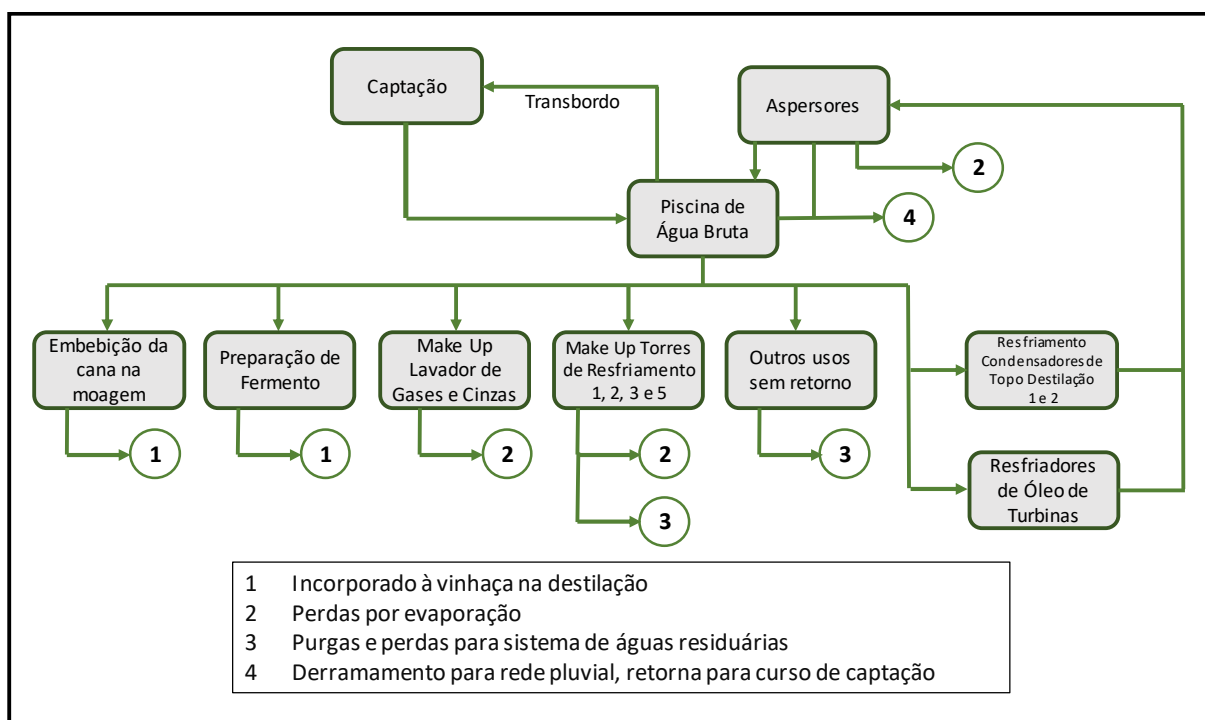 Captação
Transbordo
Aspersores
2
Piscina de
Água Bruta
4
Embebição da
cana na
moagem
Preparação de
Fermento
Make Up
Lavador de
Gases e Cinzas
Make Up Torres
de Resfriamento
1, 2, 3 e 5
Outros usos
sem retorno
Resfriamento
Condensadores de
Topo Destilação
1 e 2
1
1
2
2
3
3
Resfriadores
de Óleo de
Turbinas
1 Incorporado à vinhaça na destilação
2 Perdas por evaporação
3 Purgas e perdas para sistema de águas residuárias
4 Derramamento para rede pluvial, retorna para curso de captação